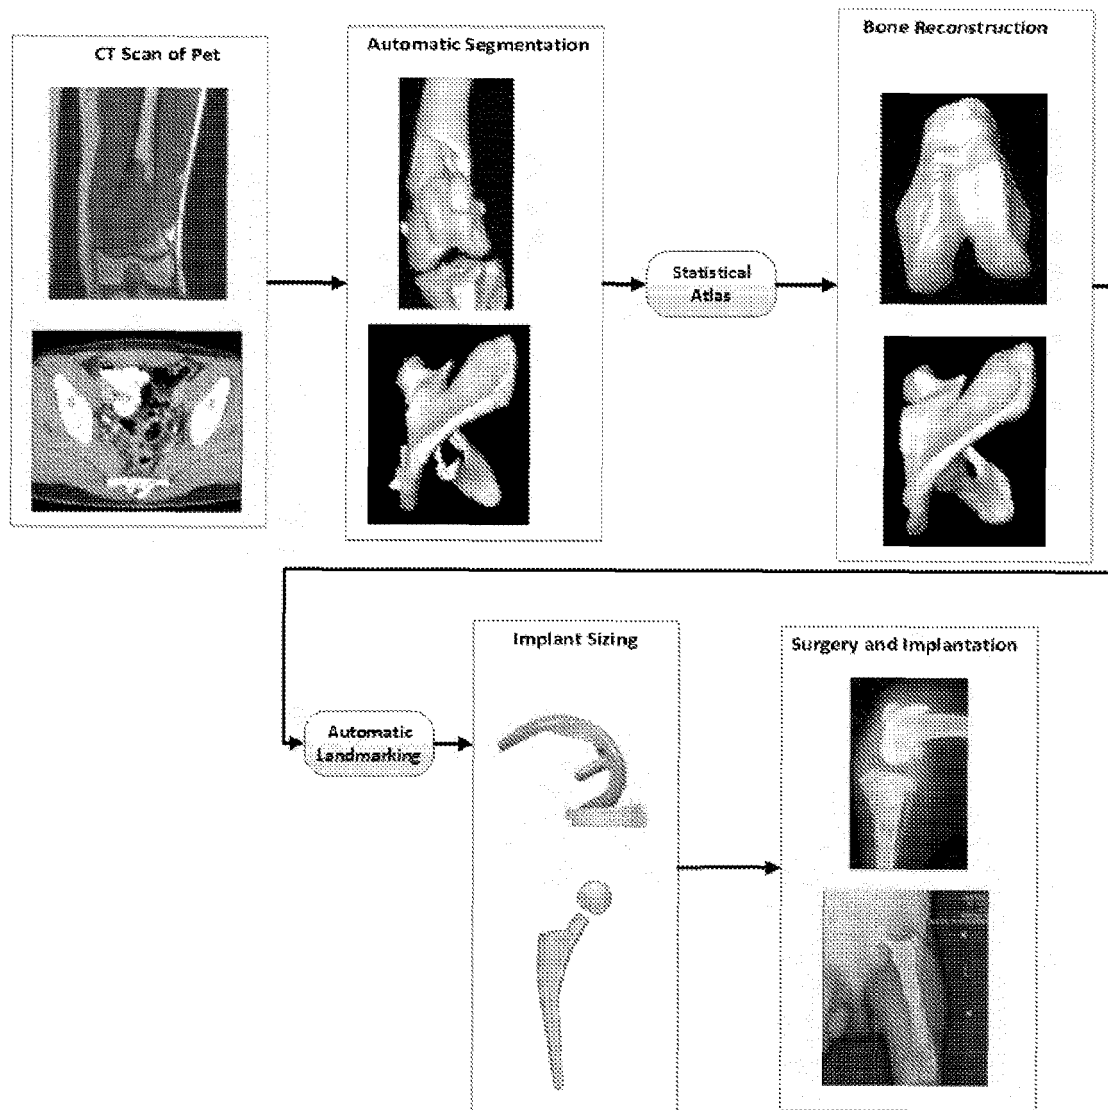 CT Scan of Pet
Automatic Segmentation
Statistical
Atlas
Bone Reconstruction
Automatic
Landmarking
Implant Sizing
Surgery and Implantation